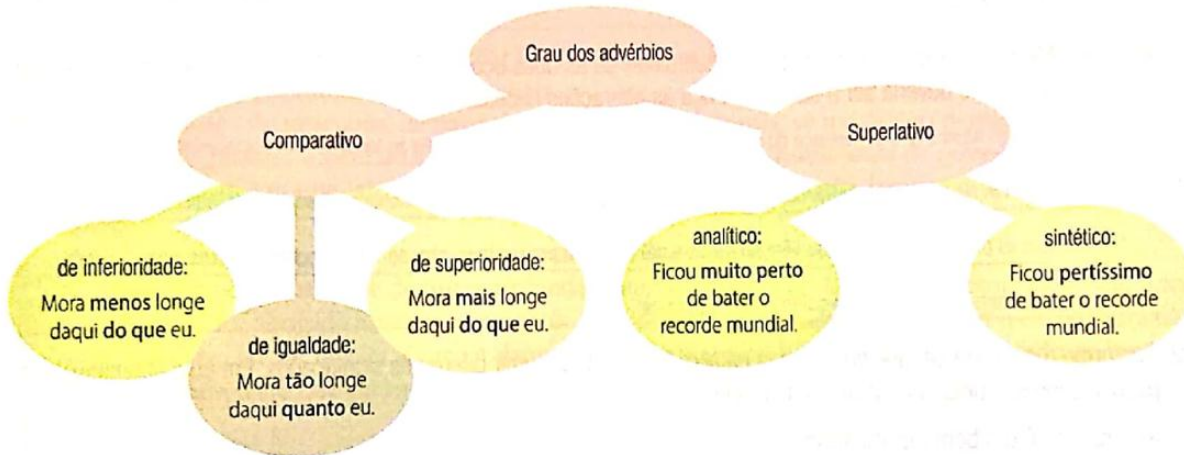 Grau dos advérbios
Comparativo
Superlativo
de inferioridade:
Mora menos longe
daqui do que eu.
de igualdade:
Mora tão longe
daqui quanto eu.
de superioridade:
Mora mais longe
daqui do que eu.
analítico:
Ficou muito perto
de bater o
recorde mundial.
sintético:
Ficou pertíssimo
de bater o recorde
mundial.